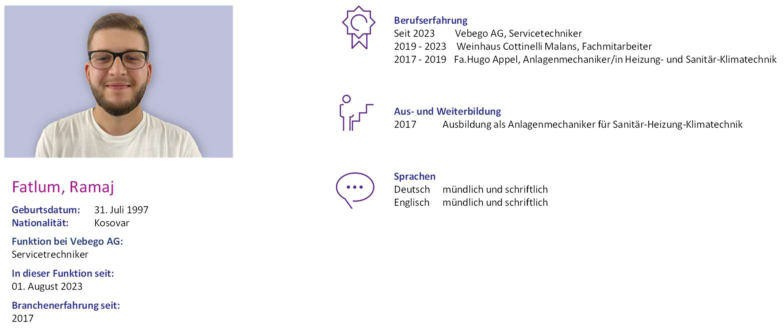 Fatlum, Ramaj
Geburtsdatum: 31. Juli 1997
Nationalität: Kosovar
Funktion bei Vebego AG:
Servicetrechniker
In dieser Funktion seit:
01. August 2023
Branchenerfahrung seit:
2017
Berufserfahrung
Seit 2023 Vebego AG, Servicetechniker
2019 - 2023 Weinhaus Cottinelli Malans, Fachmitarbeiter
2017 - 2019 Fa.Hugo Appel, Anlagenmechaniker/in Heizung- und Sanitär-Klimatechnik
Aus- und Weiterbildung
2017 Ausbildung als Anlagenmechaniker für Sanitär-Heizung-Klimatechnik
Sprachen
Deutsch mündlich und schriftlich
Englisch mündlich und schriftlich